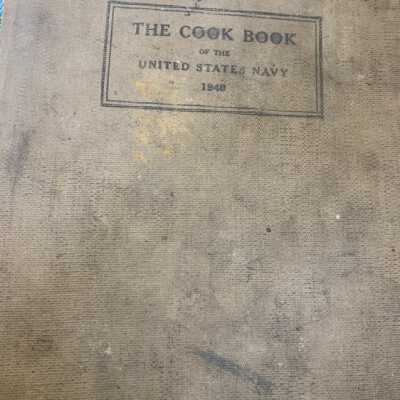 THE COOK BOOK
OF THE
UNITED STATES NAVY
1940